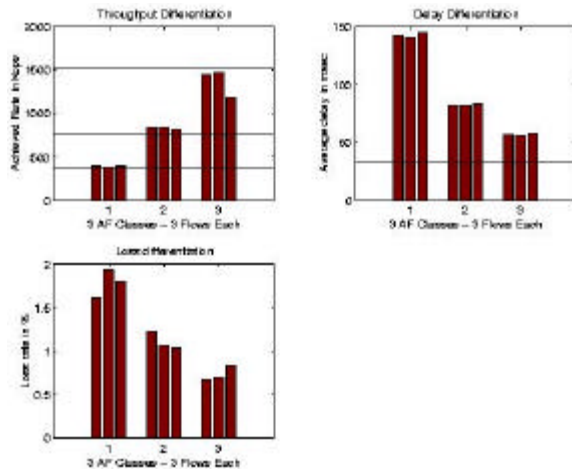 Throughput Differentiation
Achieved Rate in Kbps
2000
1500
1000
500
0
1 2 3
3 AF Classes – 3 Flows Each
Delay Differentiation
Average delay in msec
150
100
50
0
1 2 3
3 AF Classes – 3 Flows Each
Loss differentiation
Loss rate in %
2
1.5
1
0.5
0
1 2 3
3 AF Classes – 3 Flows Each